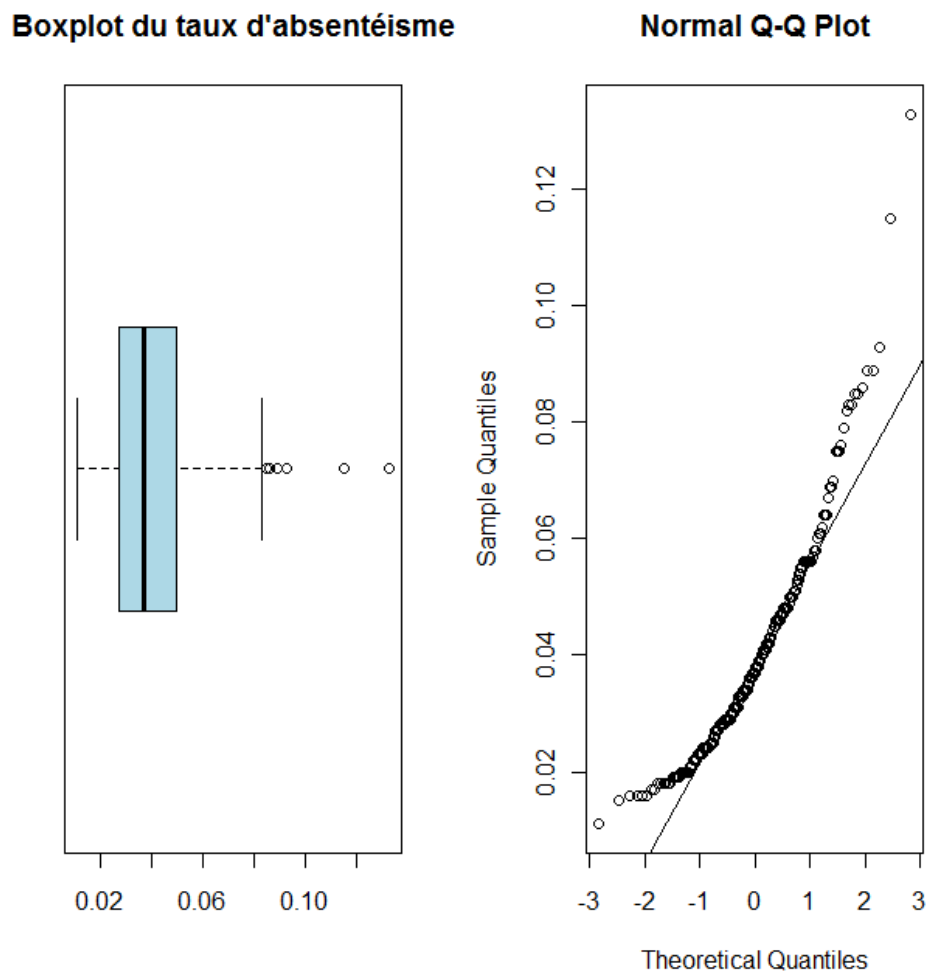 Boxplot du taux d'absentéisme
0.02 0.06 0.10
Normal Q-Q Plot
Sample Quantiles
0.12
0.10
0.08
0.06
0.04
0.02
-3 -2 -1 0 1 2 3
Theoretical Quantiles